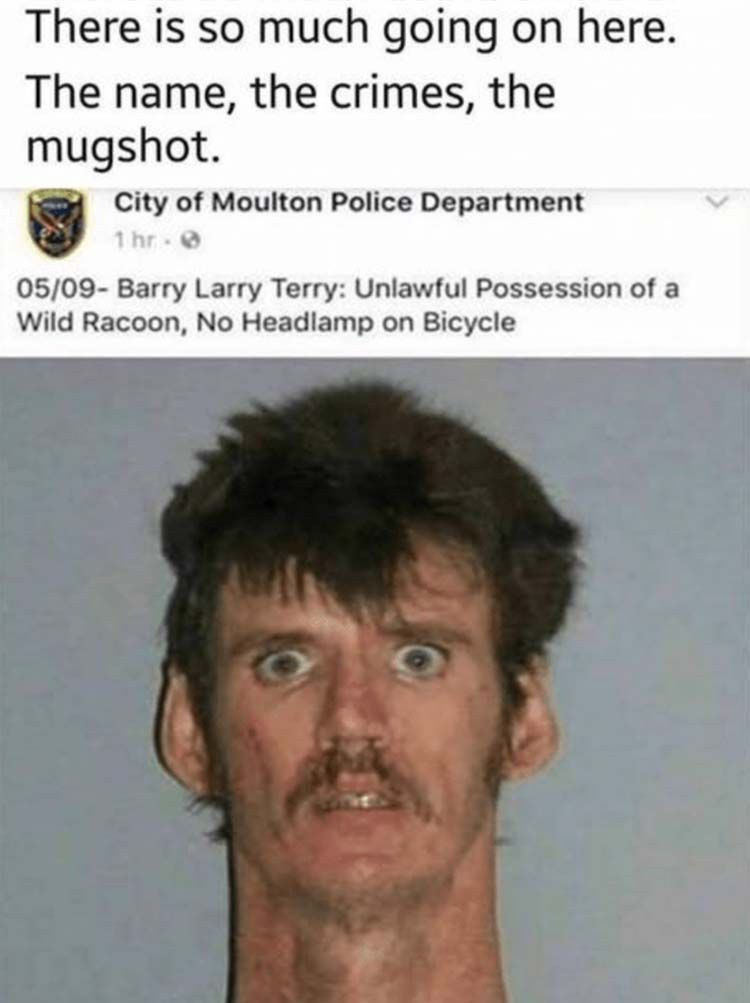 There is so much going on here.
The name, the crimes, the
mugshot.
City of Moulton Police Department
1 hr ·
05/09- Barry Larry Terry: Unlawful Possession of a
Wild Racoon, No Headlamp on Bicycle